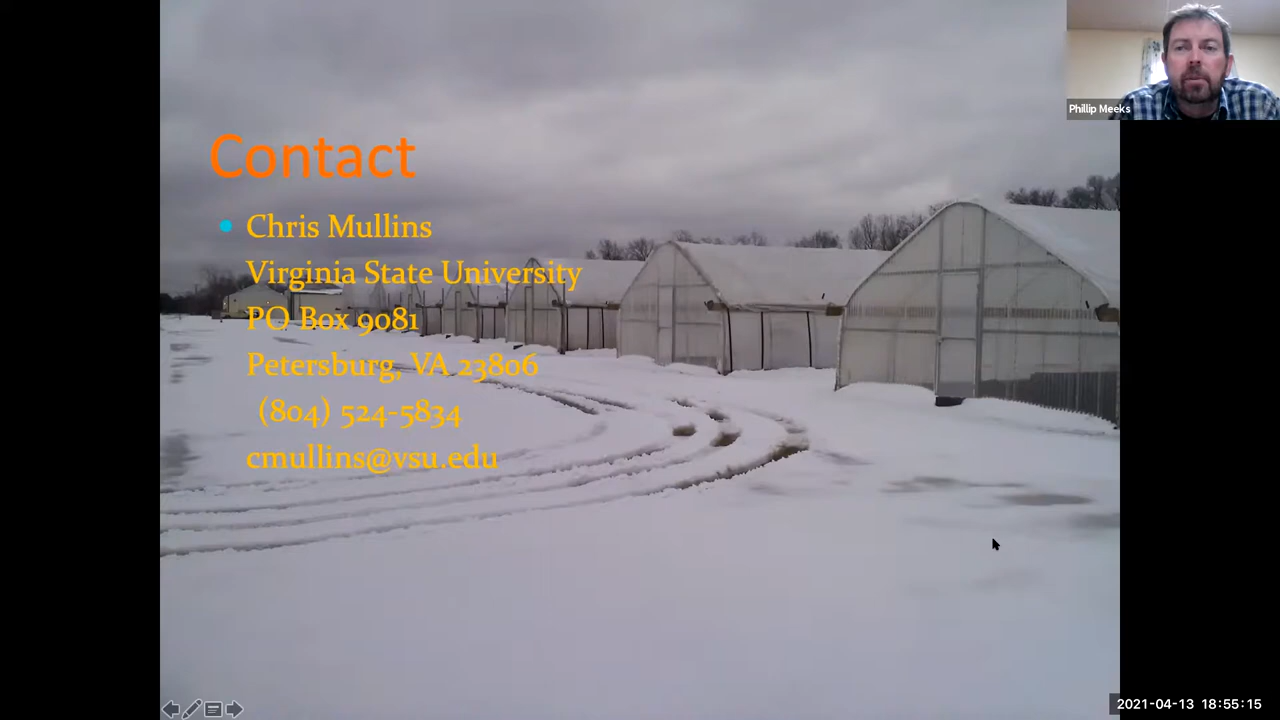 Phillip Meeks
Contact
Chris Mullins
Virginia State University
PO Box 9081
Petersburg, VA 23806
(804) 524-5834
cmullins@vsu.edu
2021-04-13 18:55:15